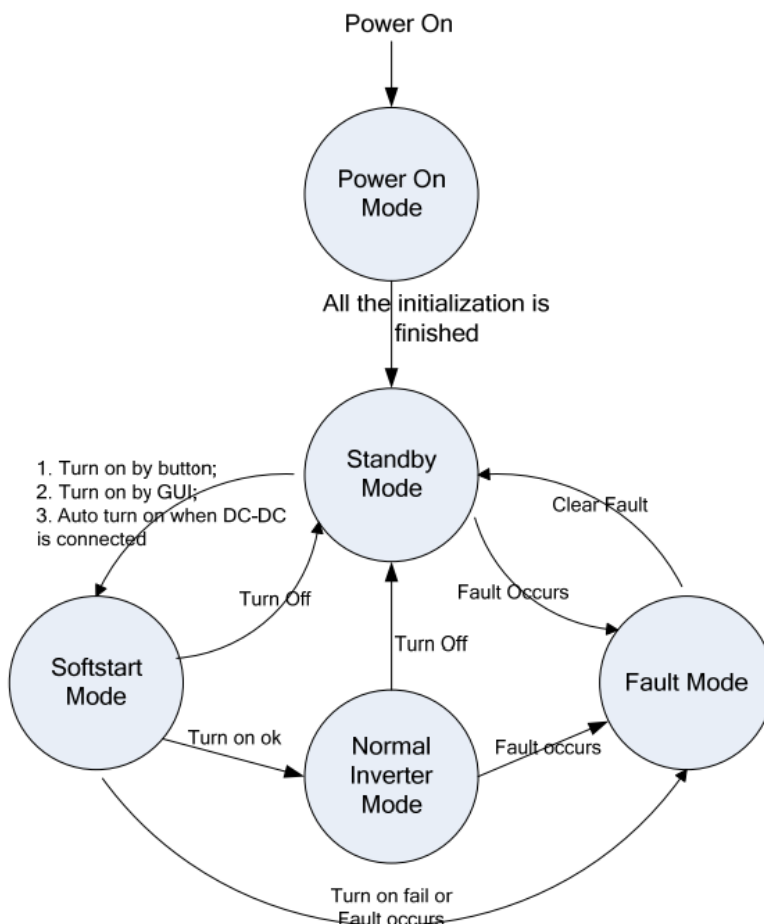 Power On
Power On
Mode
All the initialization is
finished
Standby
Mode
1. Turn on by button;
2. Turn on by GUI;
3. Auto turn on when DC-DC
is connected
Clear Fault
Turn Off
Fault Occurs
Turn Off
Softstart
Mode
Fault Mode
Turn on ok
Normal
Inverter
Mode
Fault occurs
Turn on fail or
Fault occurs